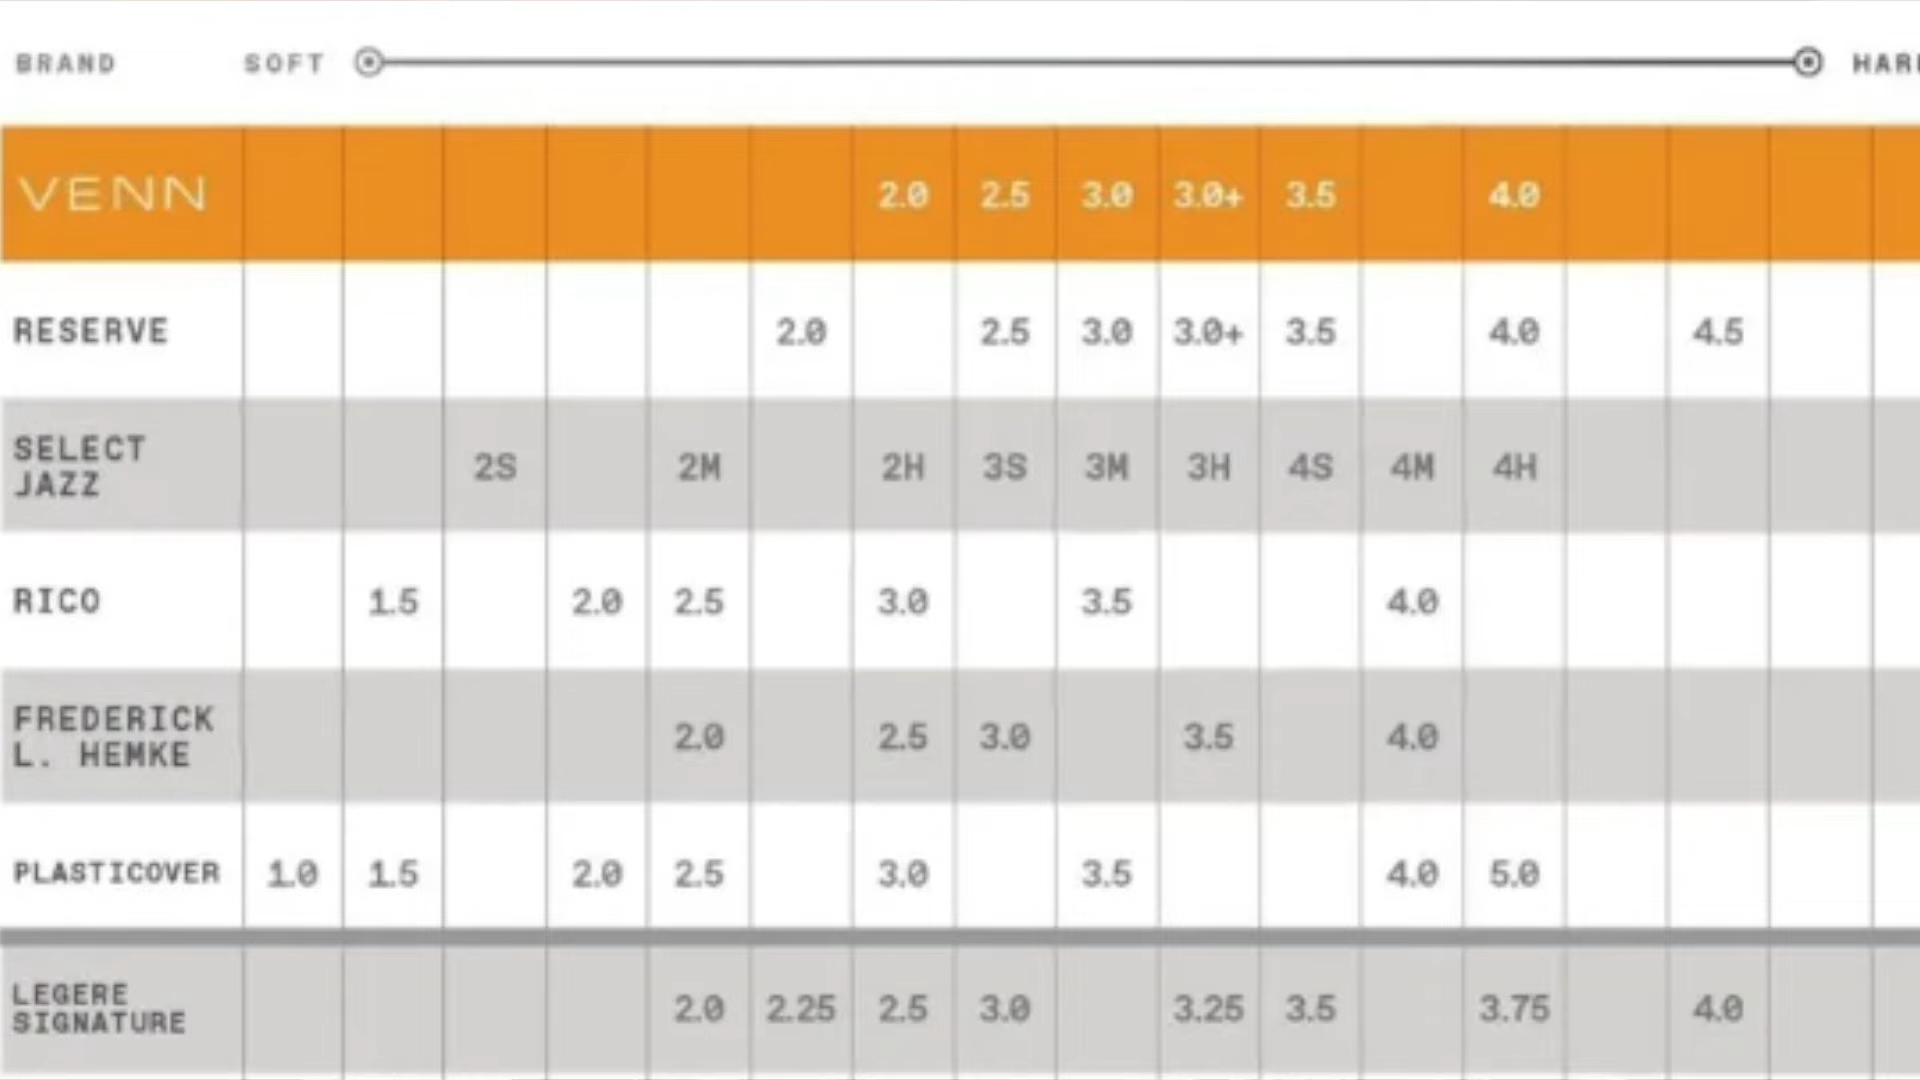 BRAND SOFT HAR
VENN 2.0 2.5 3.0 3.0+ 3.5 4.0
RESERVE 2.0 2.5 3.0 3.0+ 3.5 4.0 4.5
SELECT
JAZZ 2S 2M 2H 3S 3M 3H 4S 4M 4H
RICO 1.5 2.0 2.5 3.0 3.5 4.0
FREDERICK
L. HEMKE 2.0 2.5 3.0 3.5 4.0
PLASTICOVER 1.0 1.5 2.0 2.5 3.0 3.5 4.0 5.0
LEGERE
SIGNATURE 2.0 2.25 2.5 3.0 3.25 3.5 3.75 4.0